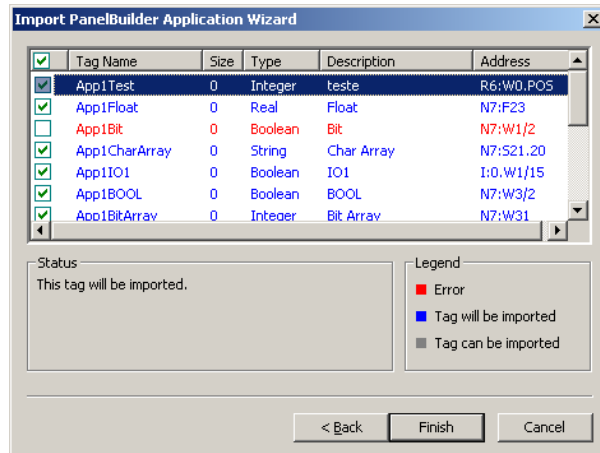 Import PanelBuilder Application Wizard
Tag Name Size Type Description Address
App1Test 0 Integer teste R6:W0.POS
App1Float 0 Real Float N7:F23
App1Bit 0 Boolean Bit N7:W1/2
App1CharArray 0 String Char Array N7:S21.20
App1IO1 0 Boolean IO1 I:0.W1/15
App1BOOL 0 Boolean BOOL N7:W3/2
App1BitArray 0 Integer Bit Array N7:W31
Status
This tag will be imported.
Legend
Error
Tag will be imported
Tag can be imported
< Back Finish Cancel